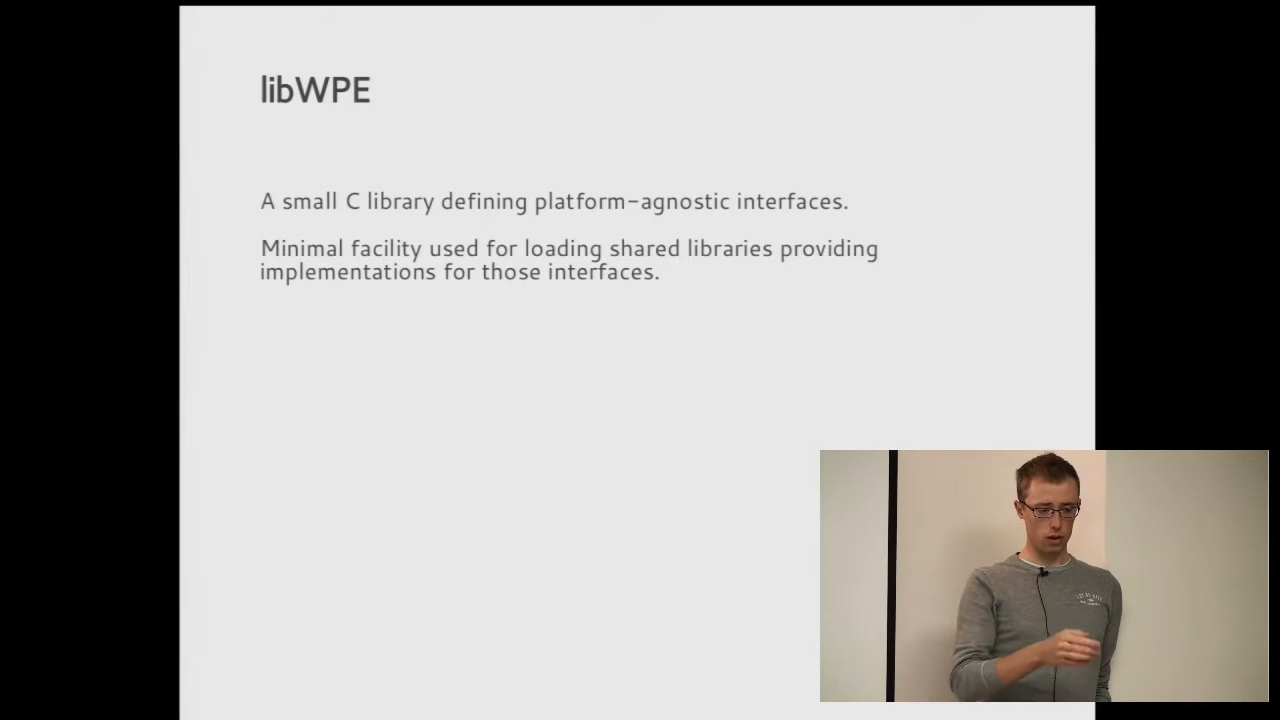 libWPE
A small C library defining platform-agnostic interfaces.
Minimal facility used for loading shared libraries providing
implementations for those interfaces.